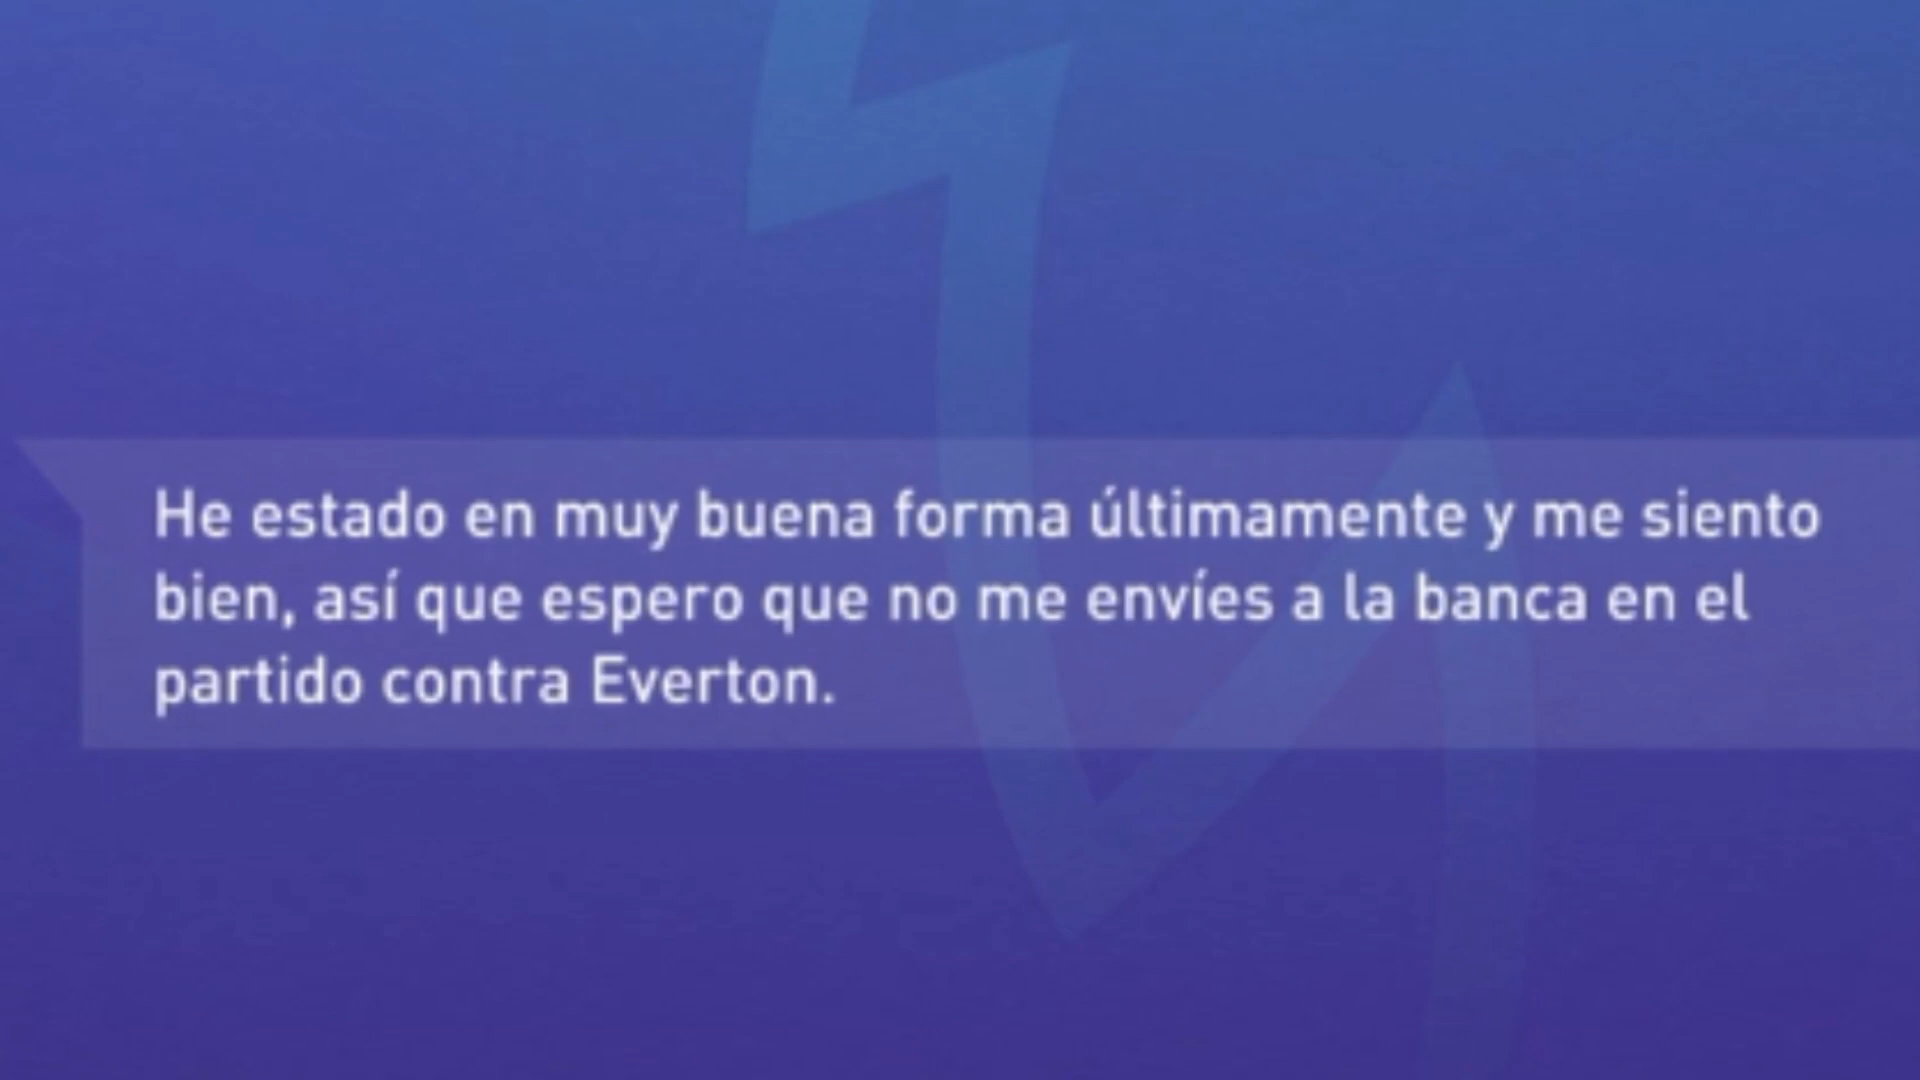 He estado en muy buena forma últimamente y me siento
bien, así que espero que no me envíes a la banca en el
partido contra Everton.